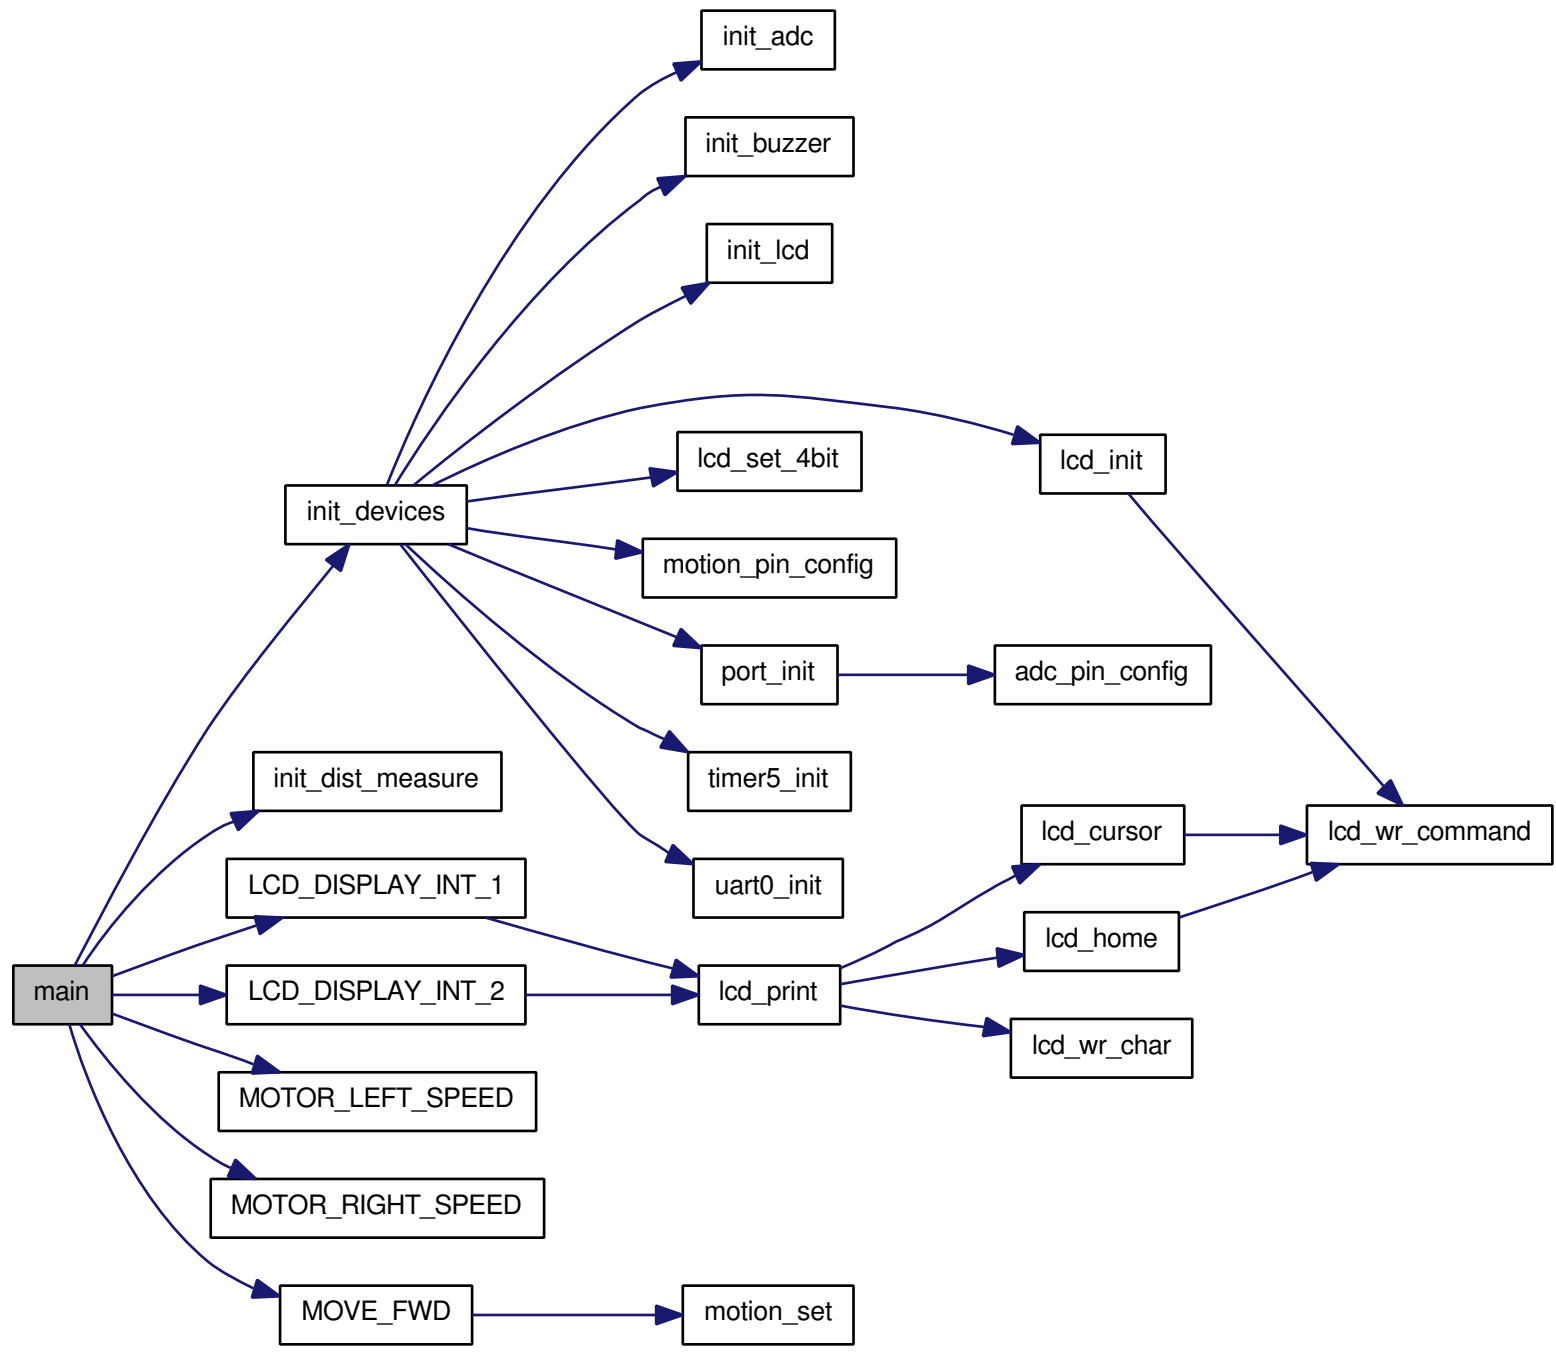 init_adc
init_buzzer
init_lcd
lcd_set_4bit
lcd_init
init_devices
motion_pin_config
port_init
adc_pin_config
init_dist_measure
timer5_init
lcd_cursor
lcd_wr_command
LCD_DISPLAY_INT_1
uart0_init
lcd_home
main
LCD_DISPLAY_INT_2
lcd_print
lcd_wr_char
MOTOR_LEFT_SPEED
MOTOR_RIGHT_SPEED
MOVE_FWD
motion_set